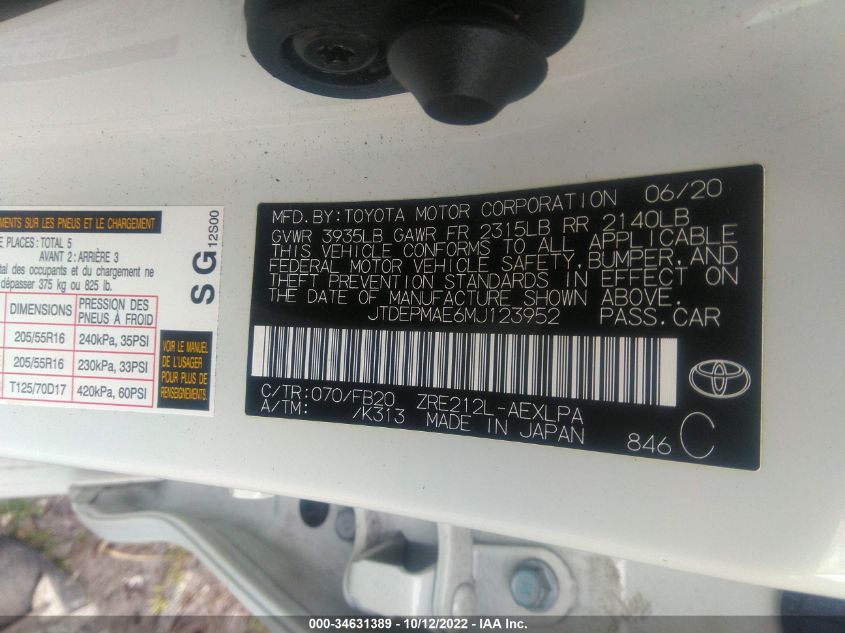 MENTS SUR LES PNEUS ET LE CHARGEMENT
E PLACES: TOTAL 5
AVANT 2: ARRIÈRE 3
tal des occupants et du chargement ne
dépasser 375 kg ou 825 lb.
DIMENSIONS PRESSION DES PNEUS À FROID
205/55R16 240kPa, 35PSI
205/55R16 230kPa, 33PSI
T125/70D17 420kPa, 60PSI
VOIR LE MANUEL
DE L'USAGER
POUR PLUS DE
RENSEIGNEMENTS
SG 12S00
MFD. BY: TOYOTA MOTOR CORPORATION 06/20
GVWR 3935LB GAWR FR 2315LB RR 2140LB
THIS VEHICLE CONFORMS TO ALL APPLICABLE
FEDERAL MOTOR VEHICLE SAFETY, BUMPER, AND
THEFT PREVENTION STANDARDS IN EFFECT ON
THE DATE OF MANUFACTURE SHOWN ABOVE.
JTDEPMAE6MJ123952 PASS. CAR
C/TR: 070/FB20 ZRE212L-AEXLPA
A/TM: /K313 MADE IN JAPAN
846 C
000-34631389 - 10/12/2022 - IAA Inc.